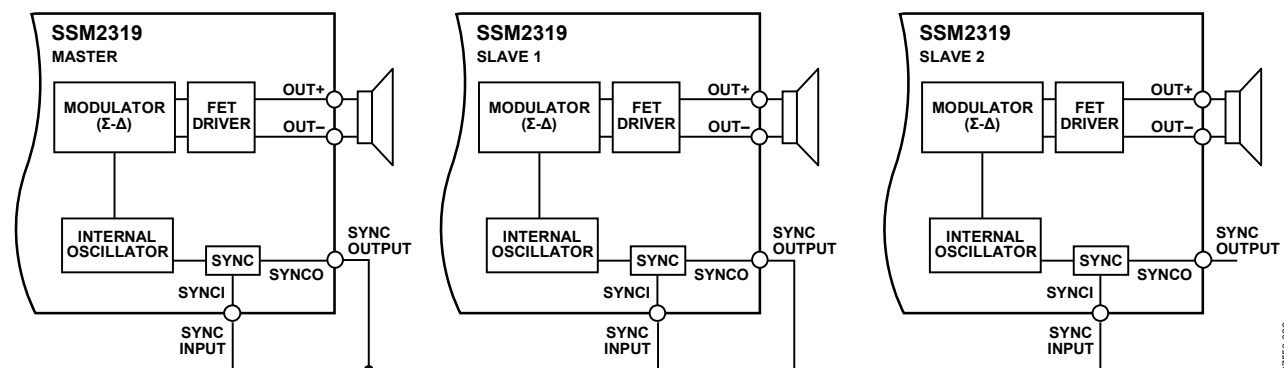 SSM2319
MASTER
MODULATOR
(Σ-Δ)
FET
DRIVER
OUT+
OUT–
INTERNAL
OSCILLATOR
SYNC
SYNCO
SYNC
OUTPUT
SYNCI
SYNC
INPUT
SSM2319
SLAVE 1
MODULATOR
(Σ-Δ)
FET
DRIVER
OUT+
OUT–
INTERNAL
OSCILLATOR
SYNC
SYNCO
SYNC
OUTPUT
SYNCI
SYNC
INPUT
SSM2319
SLAVE 2
MODULATOR
(Σ-Δ)
FET
DRIVER
OUT+
OUT–
INTERNAL
OSCILLATOR
SYNC
SYNCO
SYNC
OUTPUT
SYNCI
SYNC
INPUT